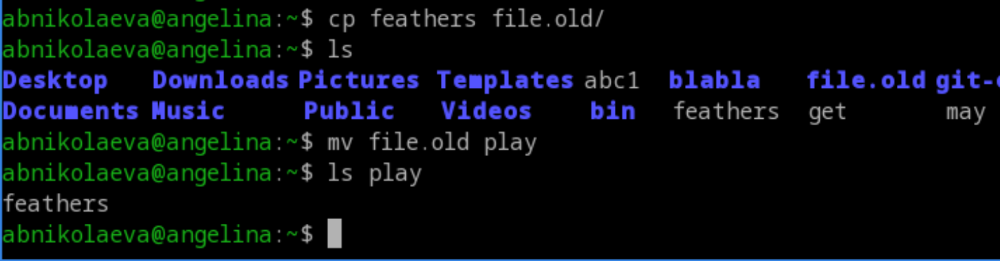 abnikolaeva@angelina:~$ cp feathers file.old/
abnikolaeva@angelina:~$ ls
Desktop Downloads Pictures Templates abc1 blabla file.old
Documents Music Public Videos bin feathers get may
abnikolaeva@angelina:~$ mv file.old play
abnikolaeva@angelina:~$ ls play
feathers
abnikolaeva@angelina:~$